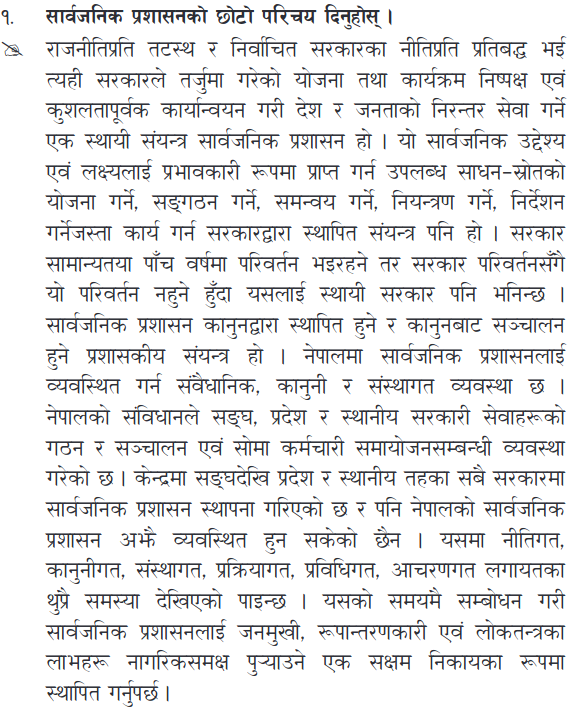 १. सार्वजनिक प्रशासनको छोटो परिचय दिनुहोस् ।
राजनीतिप्रति तटस्थ र निर्वाचित सरकारका नीतिप्रति प्रतिबद्ध भई
त्यही सरकारले तर्जुमा गरेको योजना तथा कार्यक्रम निष्पक्ष एवं
कुशलतापूर्वक कार्यान्वयन गरी देश र जनताको निरन्तर सेवा गर्ने
एक स्थायी संयन्त्र सार्वजनिक प्रशासन हो । यो सार्वजनिक उद्देश्य
एवं लक्ष्यलाई प्रभावकारी रूपमा प्राप्त गर्न उपलब्ध साधन-स्रोतको
योजना गर्ने, सङ्गठन गर्ने, समन्वय गर्ने, नियन्त्रण गर्ने, निर्देशन
गर्नेजस्ता कार्य गर्न सरकारद्वारा स्थापित संयन्त्र पनि हो । सरकार
सामान्यतया पाँच वर्षमा परिवर्तन भइरहने तर सरकार परिवर्तनसँगै
यो परिवर्तन नहुने हुँदा यसलाई स्थायी सरकार पनि भनिन्छ ।
सार्वजनिक प्रशासन कानुनद्वारा स्थापित हुने र कानुनबाट सञ्चालन
हुने प्रशासकीय संयन्त्र हो । नेपालमा सार्वजनिक प्रशासनलाई
व्यवस्थित गर्न संवैधानिक, कानुनी र संस्थागत व्यवस्था छ ।
नेपालको संविधानले सङ्घ, प्रदेश र स्थानीय सरकारी सेवाहरूको
गठन र सञ्चालन एवं सोमा कर्मचारी समायोजनसम्बन्धी व्यवस्था
गरेको छ । केन्द्रमा सङ्घदेखि प्रदेश र स्थानीय तहका सबै सरकारमा
सार्वजनिक प्रशासन स्थापना गरिएको छ र पनि नेपालको सार्वजनिक
प्रशासन अझै व्यवस्थित हुन सकेको छैन । यसमा नीतिगत,
कानुनीगत, संस्थागत, प्रक्रियागत, प्रविधिगत, आचरणगत लगायतका
थुप्रै समस्या देखिएको पाइन्छ । यसको समयमै सम्बोधन गरी
सार्वजनिक प्रशासनलाई जनमुखी, रूपान्तरणकारी एवं लोकतन्त्रका
लाभहरू नागरिकसमक्ष पुऱ्याउने एक सक्षम निकायका रूपमा
स्थापित गर्नुपर्छ ।